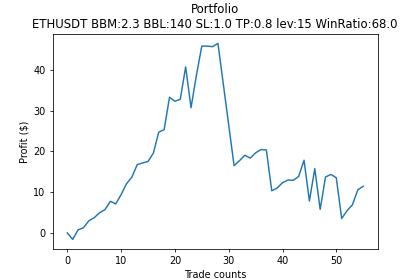 Portfolio
ETHUSDT BBM:2.3 BBL:140 SL:1.0 TP:0.8 lev:15 WinRatio:68.0
Profit ($)
40
30
20
10
0
0 10 20 30 40 50
Trade counts